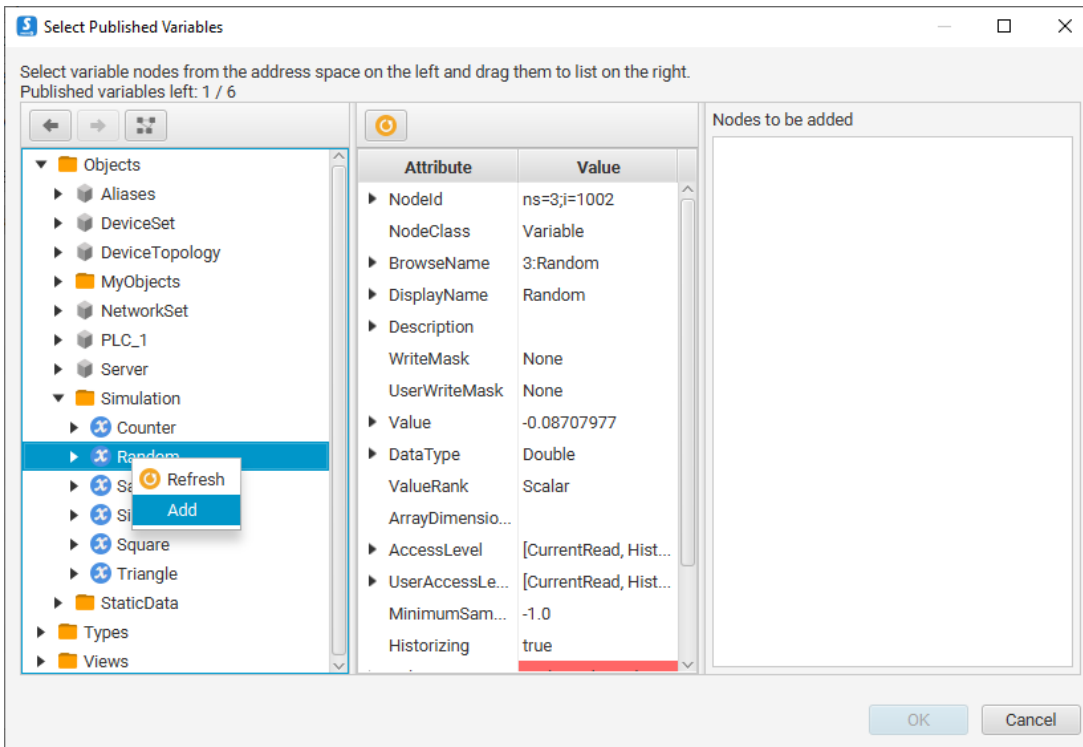 Select Published Variables
Select variable nodes from the address space on the left and drag them to list on the right.
Published variables left: 1 / 6
Objects
Aliases
DeviceSet
DeviceTopology
MyObjects
NetworkSet
PLC_1
Server
Simulation
Counter
Random
Refresh
Sa
Add
Si
Square
Triangle
StaticData
Types
Views
Attribute Value
NodeId ns=3;i=1002
NodeClass Variable
BrowseName 3:Random
DisplayName Random
Description
WriteMask None
UserWriteMask None
Value -0.08707977
DataType Double
ValueRank Scalar
ArrayDimensio...
AccessLevel [CurrentRead, Hist...
UserAccessLe... [CurrentRead, Hist...
MinimumSam... -1.0
Historizing true
Nodes to be added
OK Cancel